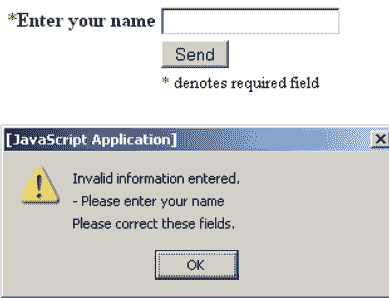 *Enter your name
Send
* denotes required field
[JavaScript Application]
Invalid information entered.
- Please enter your name
Please correct these fields.
OK